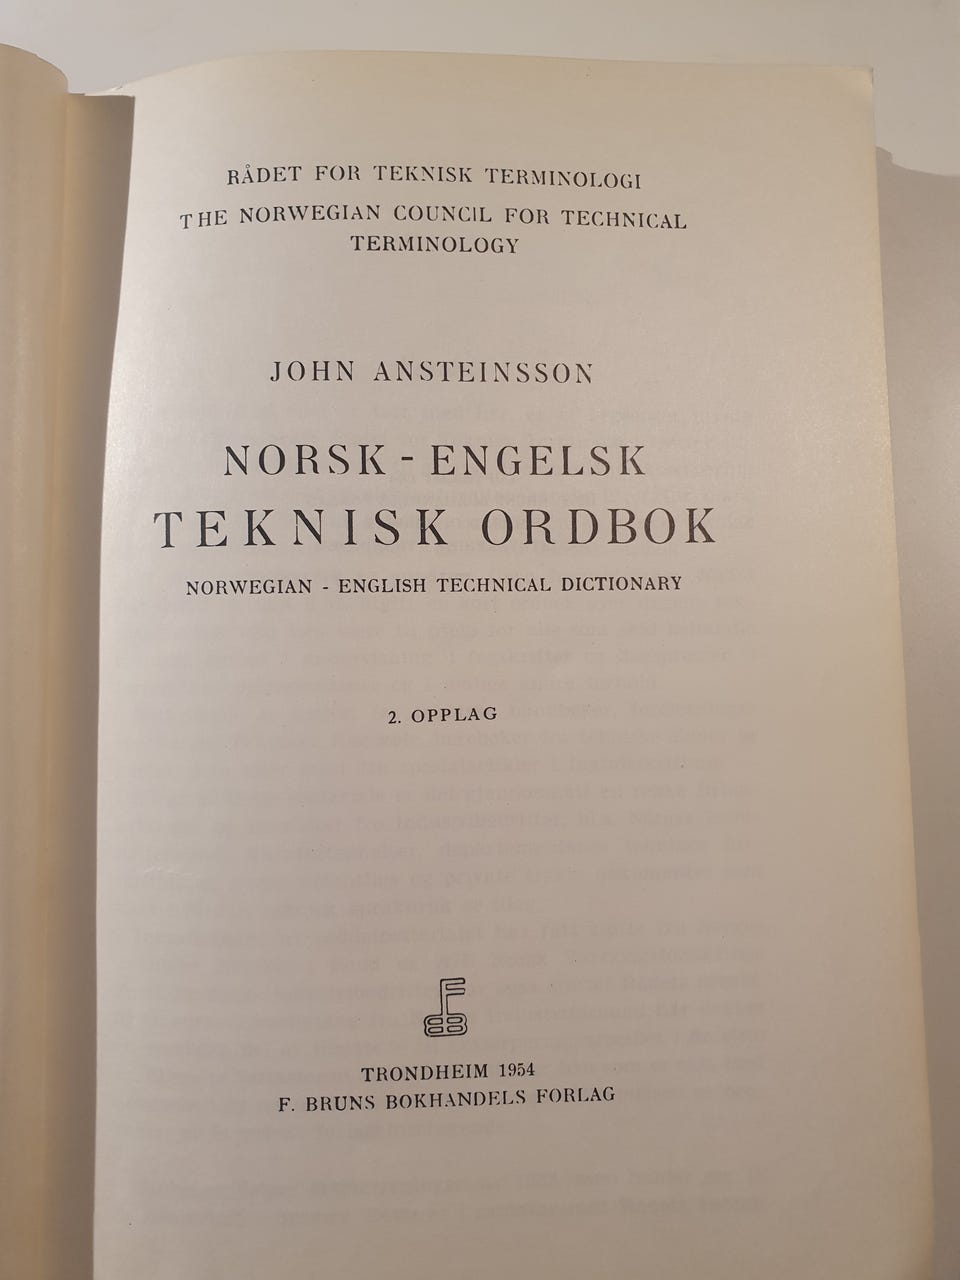 RÅDET FOR TEKNISK TERMINOLOGI
THE NORWEGIAN COUNCIL FOR TECHNICAL
TERMINOLOGY
JOHN ANSTEINSSON
NORSK - ENGELSK
TEKNISK ORDBOK
NORWEGIAN - ENGLISH TECHNICAL DICTIONARY
2. OPPLAG
FBB
TRONDHEIM 1954
F. BRUNS BOKHANDELS FORLAG